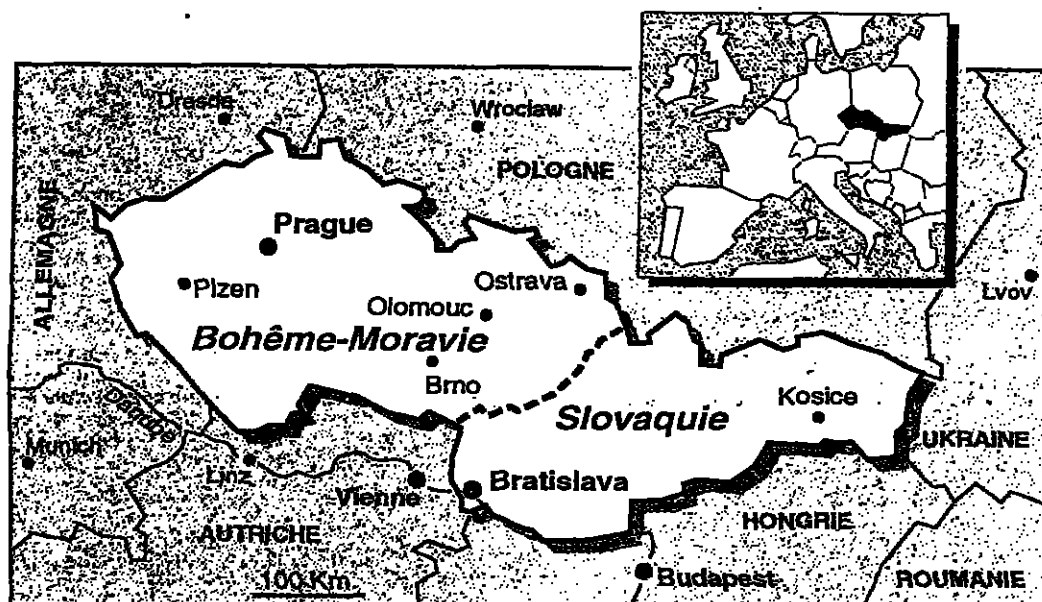 Dresde
Wroclaw
POLOGNE
ALLEMAGNE
Prague
Plzen
Ostrava
Lvov
Olomouc
Bohême-Moravie
Brno
Danube
Slovaquie
Kosice
UKRAINE
Munich
Linz
Vienne
Bratislava
AUTRICHE
HONGRIE
100 Km
Budapest
ROUMANIE